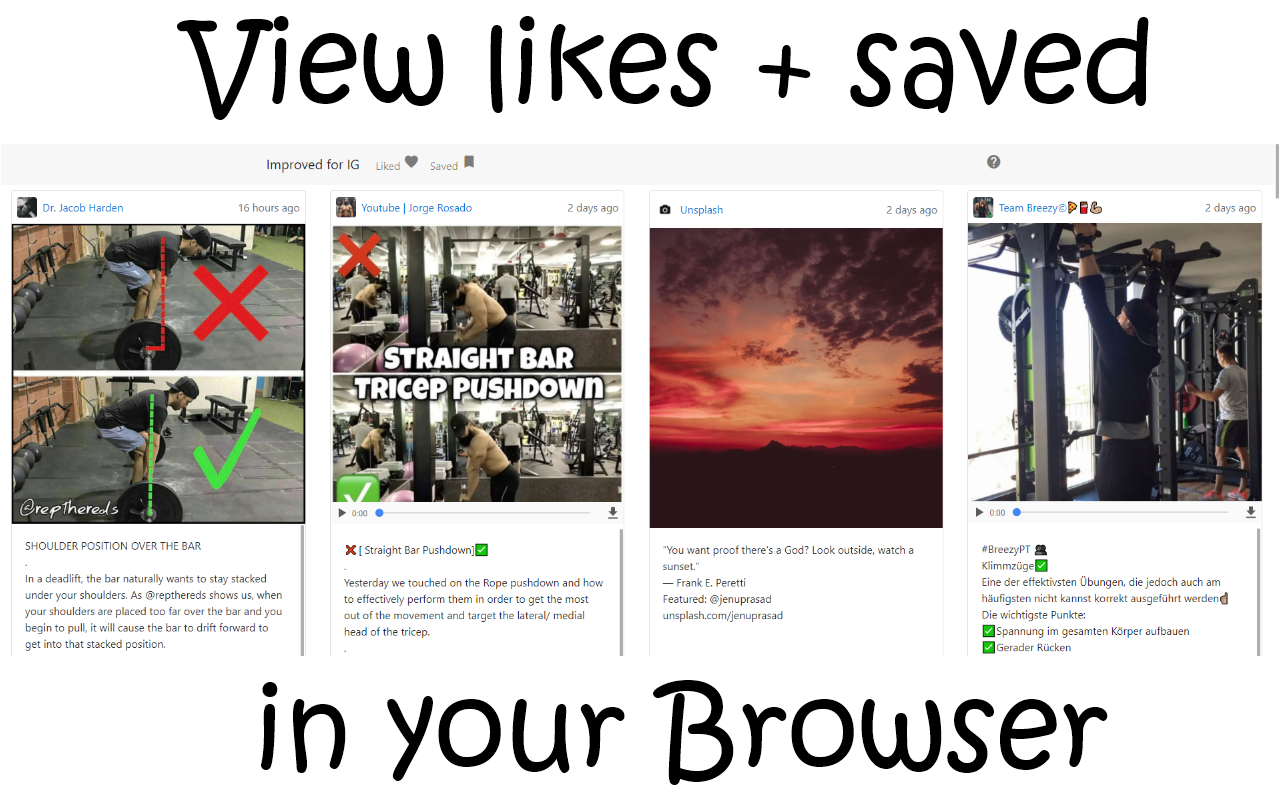 View likes + saved
Improved for IG Liked Saved
Dr. Jacob Harden 16 hours ago
@repthereds
SHOULDER POSITION OVER THE BAR
.
In a deadlift, the bar naturally wants to stay stacked
under your shoulders. As @repthereds shows us, when
your shoulders are placed too far over the bar and you
begin to pull, it will cause the bar to drift forward to
get into that stacked position.
Youtube | Jorge Rosado 2 days ago
STRAIGHT BAR
TRICEP PUSHDOWN
0:00
❌[ Straight Bar Pushdown]✅
.
Yesterday we touched on the Rope pushdown and how
to effectively perform them in order to get the most
out of the movement and target the lateral/ medial
head of the tricep.
.
Unsplash 2 days ago
"You want proof there's a God? Look outside, watch a
sunset."
— Frank E. Peretti
Featured: @jenuprasad
unsplash.com/jenuprasad
Team Breezy©🍕🥤💪🏼 2 days ago
0:00
#BreezyPT 👥
Klimmzüge✅
Eine der effektivsten Übungen, die jedoch auch am
häufigsten nicht kannst korrekt ausgeführt werden☝🏽
Die wichtigste Punkte:
✅Spannung im gesamten Körper aufbauen
✅Gerader Rücken
in your Browser